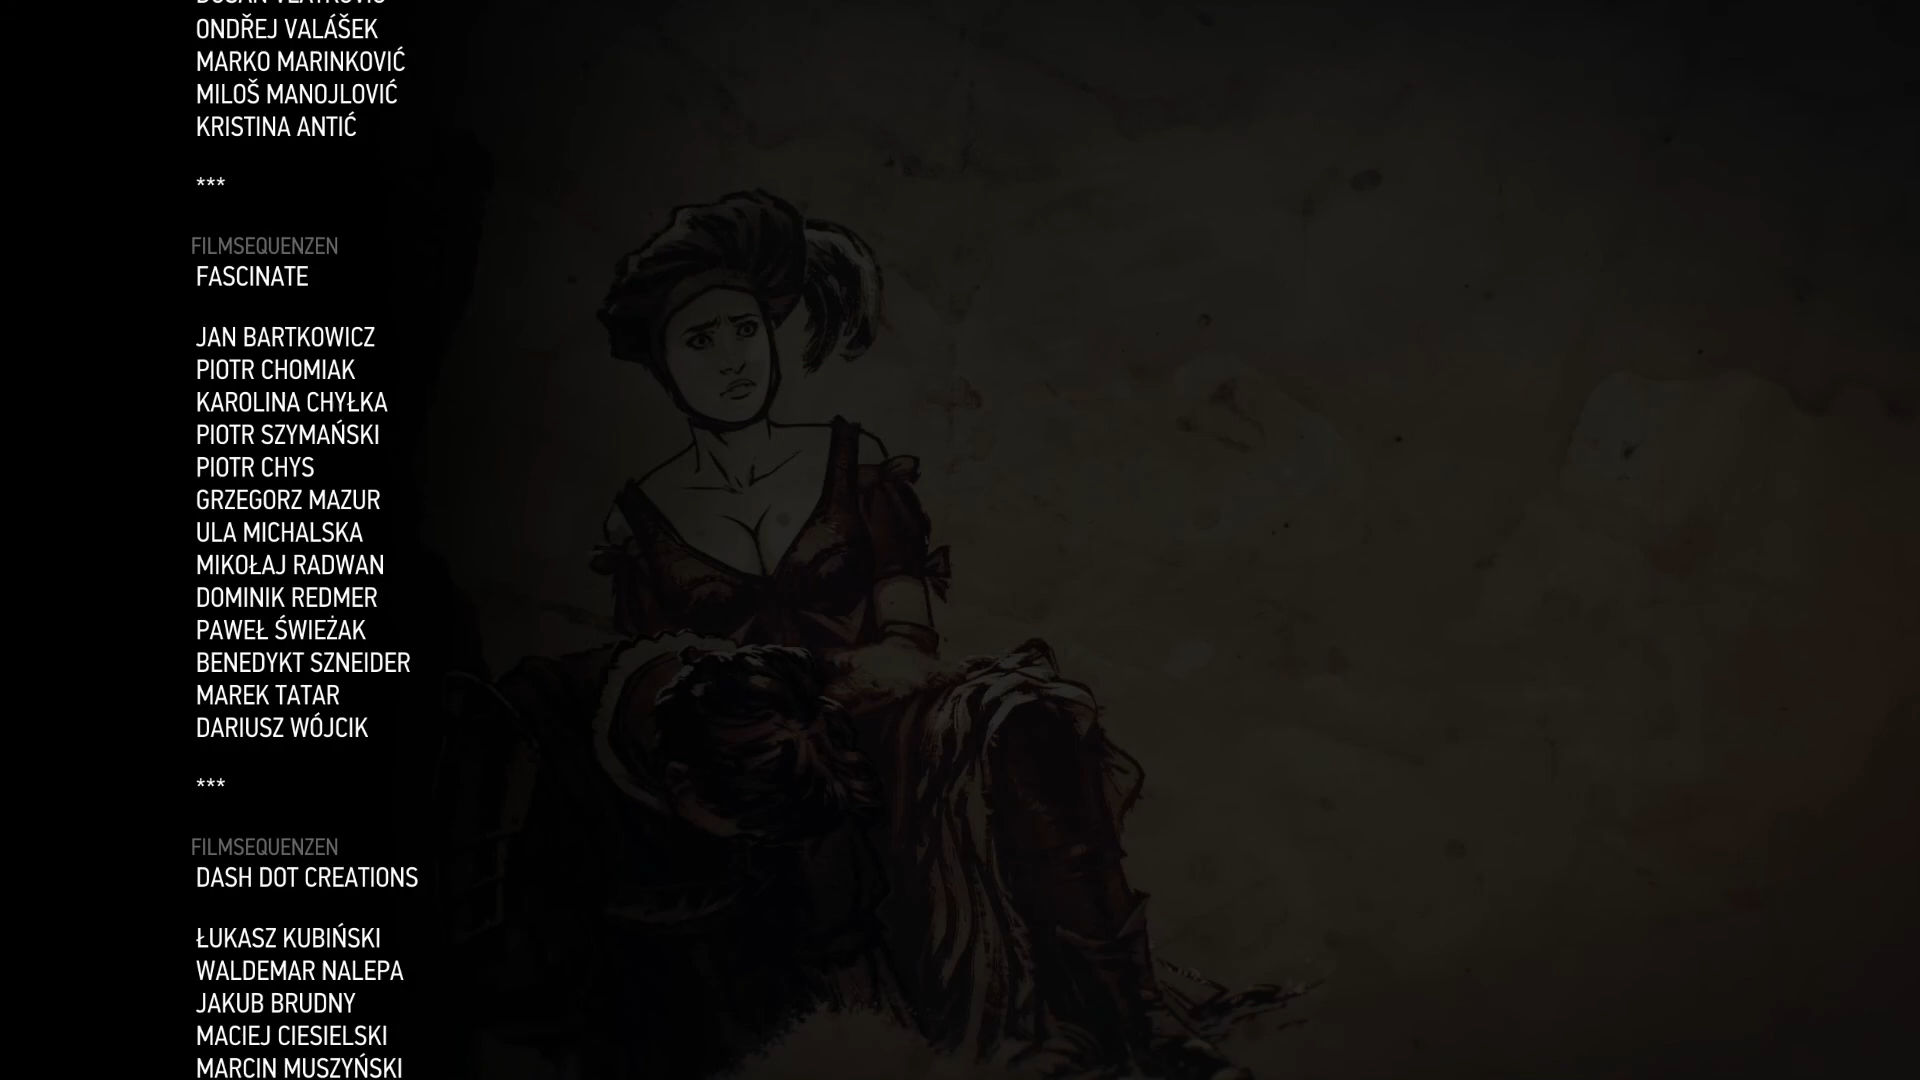 ONDŘEJ VALÁŠEK
MARKO MARINKOVIĆ
MILOŠ MANOJLOVIĆ
KRISTINA ANTIĆ
***
FILMSEQUENZEN
FASCINATE
JAN BARTKOWICZ
PIOTR CHOMIAK
KAROLINA CHYŁKA
PIOTR SZYMAŃSKI
PIOTR CHYS
GRZEGORZ MAZUR
ULA MICHALSKA
MIKOŁAJ RADWAN
DOMINIK REDMER
PAWEŁ ŚWIEŻAK
BENEDYKT SZNEIDER
MAREK TATAR
DARIUSZ WÓJCIK
***
FILMSEQUENZEN
DASH DOT CREATIONS
ŁUKASZ KUBIŃSKI
WALDEMAR NALEPA
JAKUB BRUDNY
MACIEJ CIESIELSKI
MARCIN MUSZYŃSKI